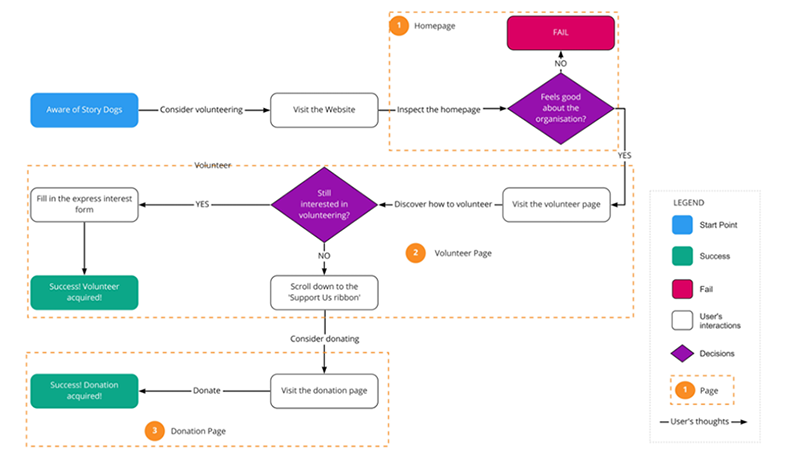 1 Homepage
FAIL
NO
Aware of Story Dogs
Consider volunteering
Visit the Website
Inspect the homepage
Feels good
about the
organisation?
YES
Volunteer
Fill in the express interest
form
YES
Still
interested in
volunteering?
Discover how to volunteer
Visit the volunteer page
2 Volunteer Page
NO
Success! Volunteer
acquired!
Scroll down to the
'Support Us ribbon'
Consider donating
Success! Donation
acquired!
Donate
Visit the donation page
3 Donation Page
LEGEND
Start Point
Success
Fail
User's
interactions
Decisions
1 Page
User's thoughts